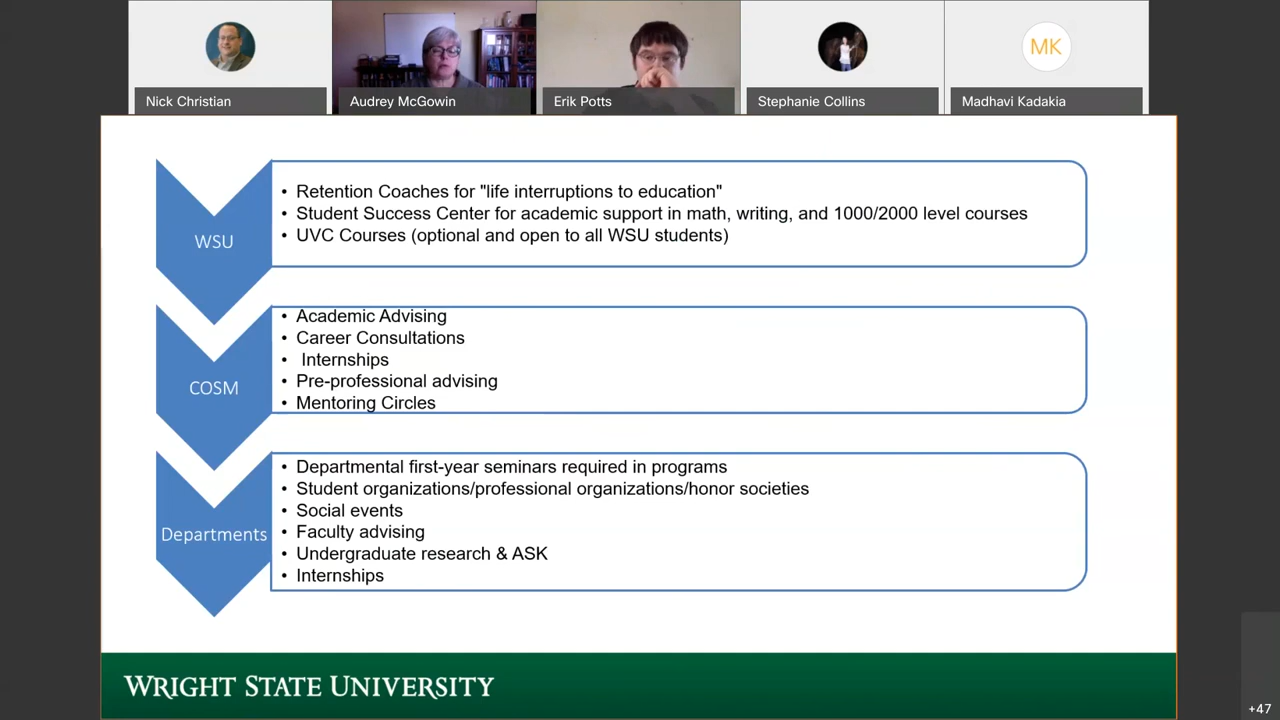 MK
Nick Christian
Audrey McGowin
Erik Potts
Stephanie Collins
Madhavi Kadakia
WSU
• Retention Coaches for "life interruptions to education"
• Student Success Center for academic support in math, writing, and 1000/2000 level courses
• UVC Courses (optional and open to all WSU students)
COSM
• Academic Advising
• Career Consultations
• Internships
• Pre-professional advising
• Mentoring Circles
Departments
• Departmental first-year seminars required in programs
• Student organizations/professional organizations/honor societies
• Social events
• Faculty advising
• Undergraduate research & ASK
• Internships
WRIGHT STATE UNIVERSITY
+47